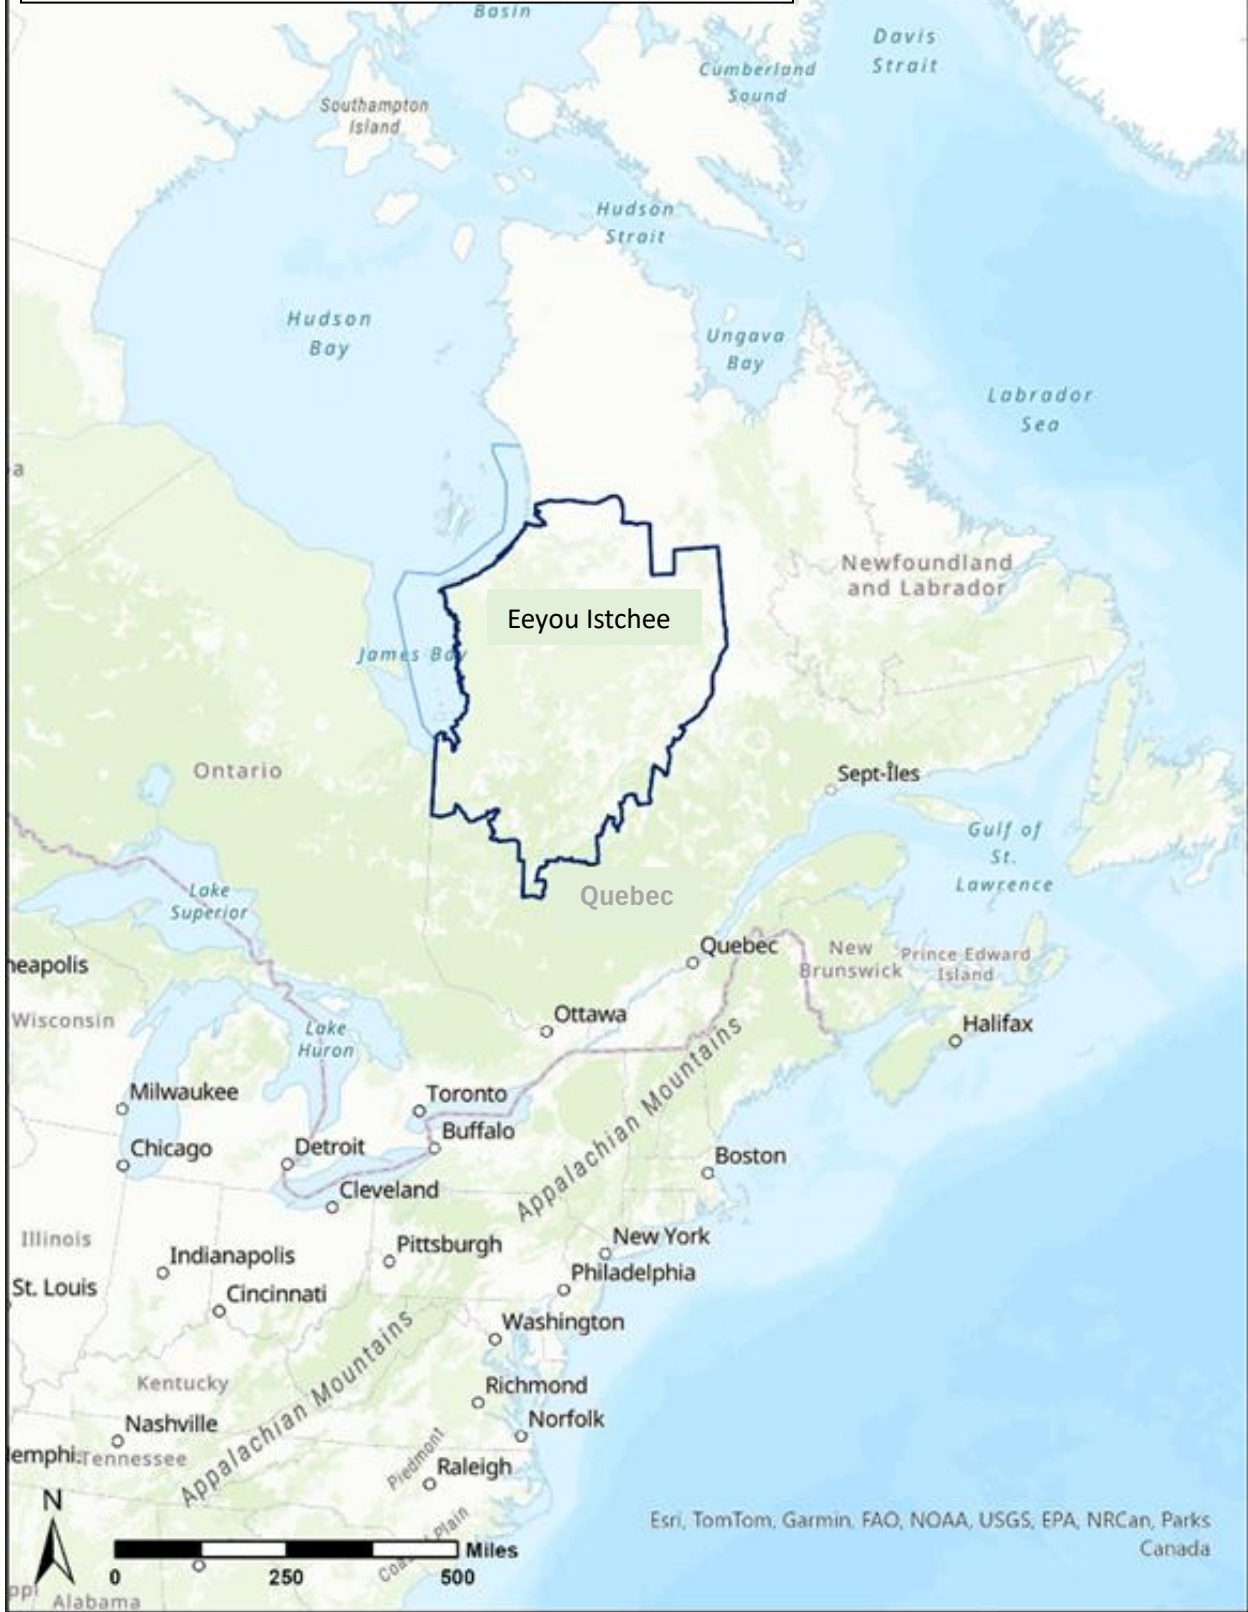 Basin
Davis
Strait
Cumberland
Sound
Southampton
Island
Hudson
Strait
Hudson
Bay
Ungava
Bay
Labrador
Sea
a
Newfoundland
and Labrador
Eeyou Istchee
James Bay
Ontario
Sept-Îles
Gulf of
St.
Lawrence
Lake
Superior
Quebec
Quebec
New
Brunswick
Prince Edward
Island
neapolis
Wisconsin
Ottawa
Halifax
Lake
Huron
Milwaukee
Toronto
Buffalo
Chicago
Detroit
Appalachian Mountains
Boston
Cleveland
Illinois
Indianapolis
Pittsburgh
New York
Philadelphia
St. Louis
Cincinnati
Washington
Appalachian Mountains
Kentucky
Richmond
Norfolk
Nashville
emphi
Tennessee
Piedmont
Raleigh
N
Coa Plain
Esri, TomTom, Garmin, FAO, NOAA, USGS, EPA, NRCan, Parks
Canada
Miles
0 250 500
ppi
Alabama